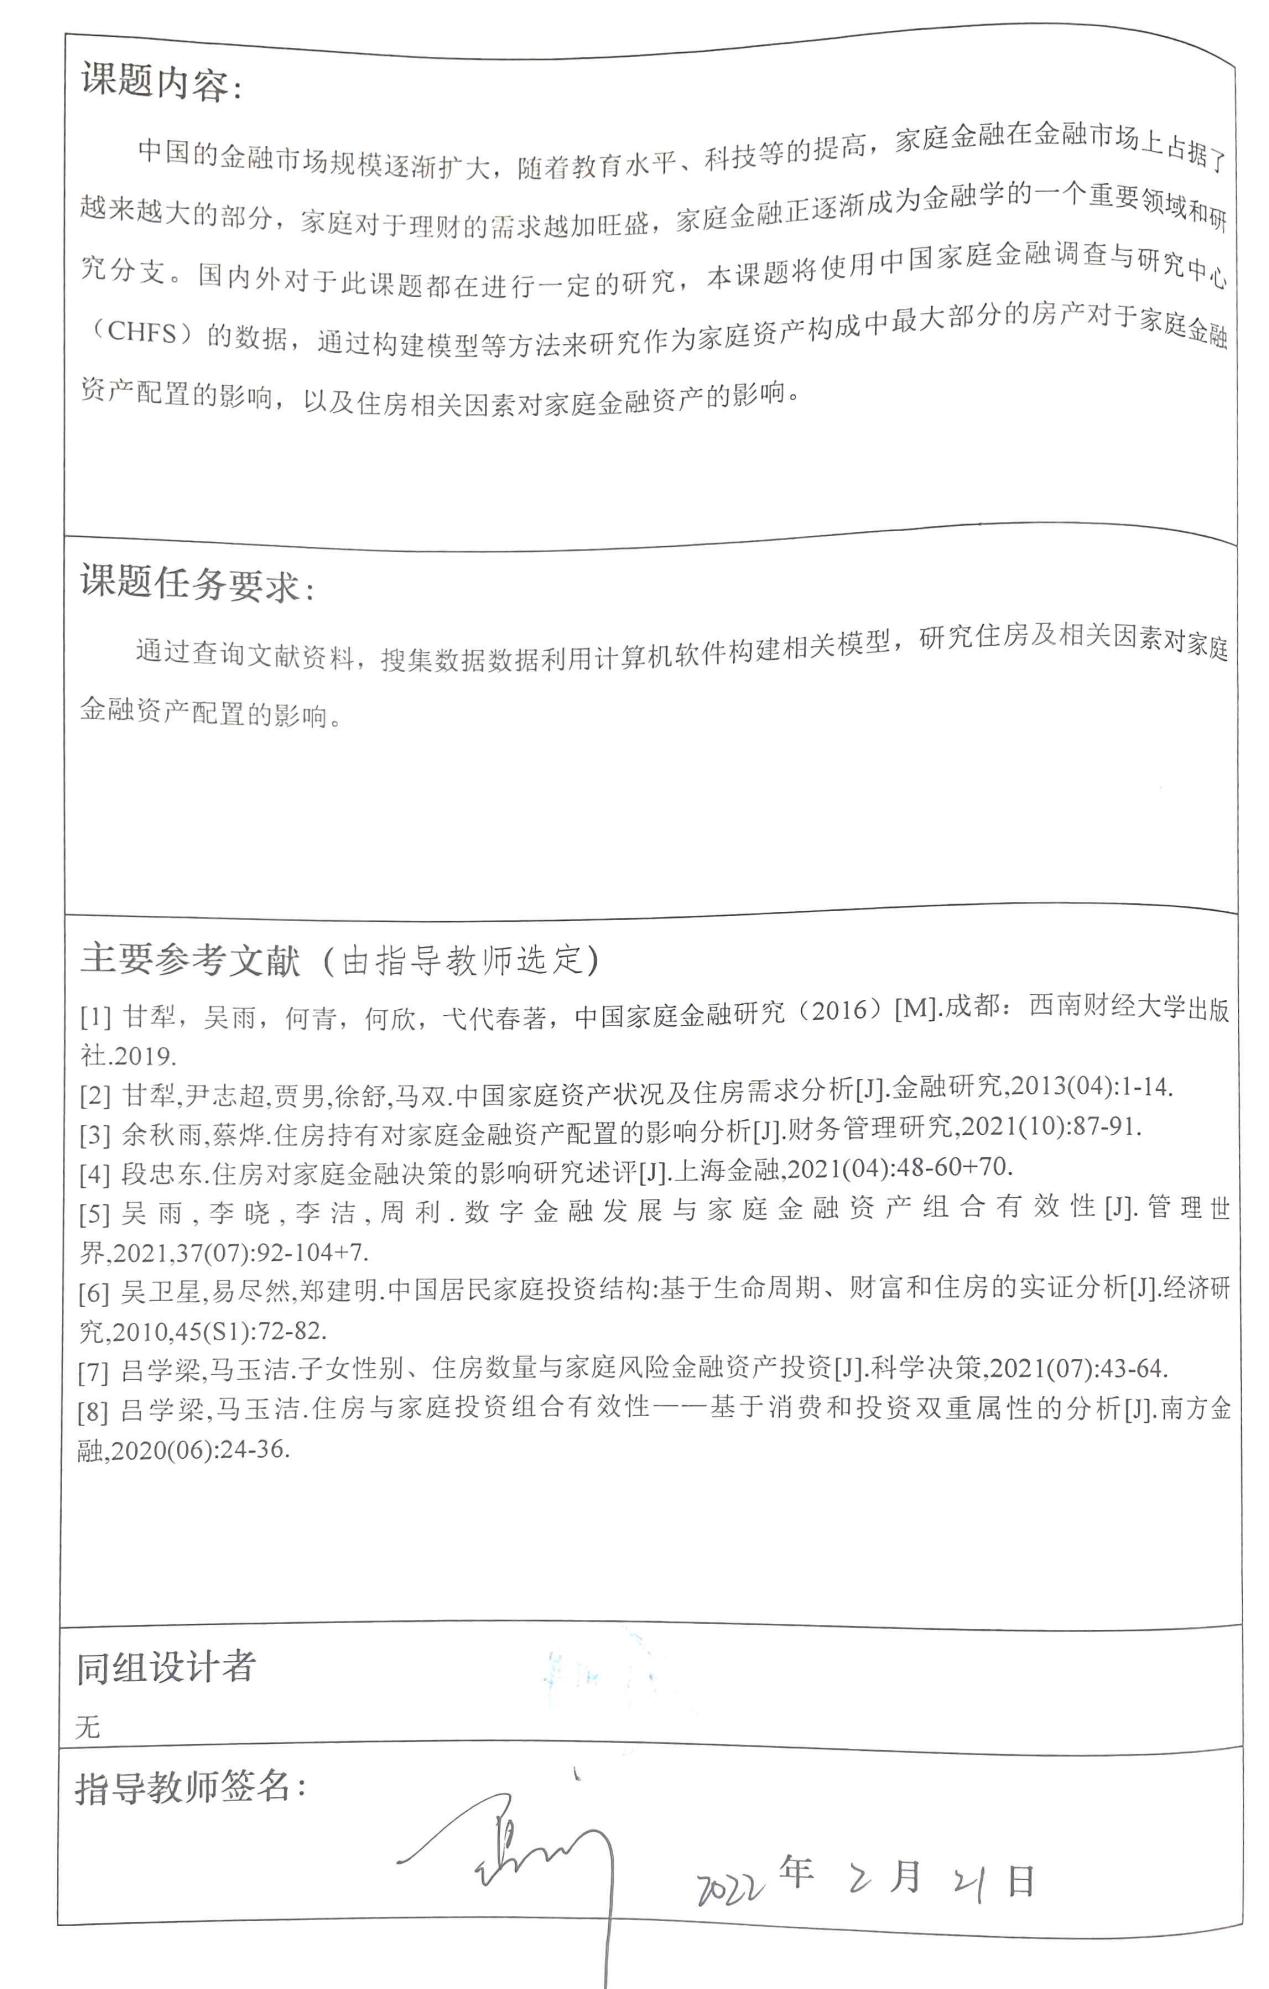 课题内容：
中国的金融市场规模逐渐扩大，随着教育水平、科技等的提高，家庭金融在金融市场上占据了
越来越大的部分，家庭对于理财的需求越加旺盛，家庭金融正逐渐成为金融学的一个重要领域和研
究分支。国内外对于此课题都在进行一定的研究，本课题将使用中国家庭金融调查与研究中心
（CHFS）的数据，通过构建模型等方法来研究作为家庭资产构成中最大部分的房产对于家庭金融
资产配置的影响，以及住房相关因素对家庭金融资产的影响。
课题任务要求：
通过查询文献资料，搜集数据数据利用计算机软件构建相关模型，研究住房及相关因素对家庭
金融资产配置的影响。
主要参考文献（由指导教师选定）
[1] 甘犁，吴雨，何青，何欣，弋代春著，中国家庭金融研究（2016）[M].成都：西南财经大学出版
社.2019.
[2] 甘犁,尹志超,贾男,徐舒,马双.中国家庭资产状况及住房需求分析[J].金融研究,2013(04):1-14.
[3] 余秋雨,蔡烨.住房持有对家庭金融资产配置的影响分析[J].财务管理研究,2021(10):87-91.
[4] 段忠东.住房对家庭金融决策的影响研究述评[J].上海金融,2021(04):48-60+70.
[5] 吴雨,李晓,李洁,周利.数字金融发展与家庭金融资产组合有效性[J].管理世
界,2021,37(07):92-104+7.
[6] 吴卫星,易尽然,郑建明.中国居民家庭投资结构:基于生命周期、财富和住房的实证分析[J].经济研
究,2010,45(S1):72-82.
[7] 吕学梁,马玉洁.子女性别、住房数量与家庭风险金融资产投资[J].科学决策,2021(07):43-64.
[8] 吕学梁,马玉洁.住房与家庭投资组合有效性——基于消费和投资双重属性的分析[J].南方金
融,2020(06):24-36.
同组设计者
无
指导教师签名：
2022 年 2 月 21 日